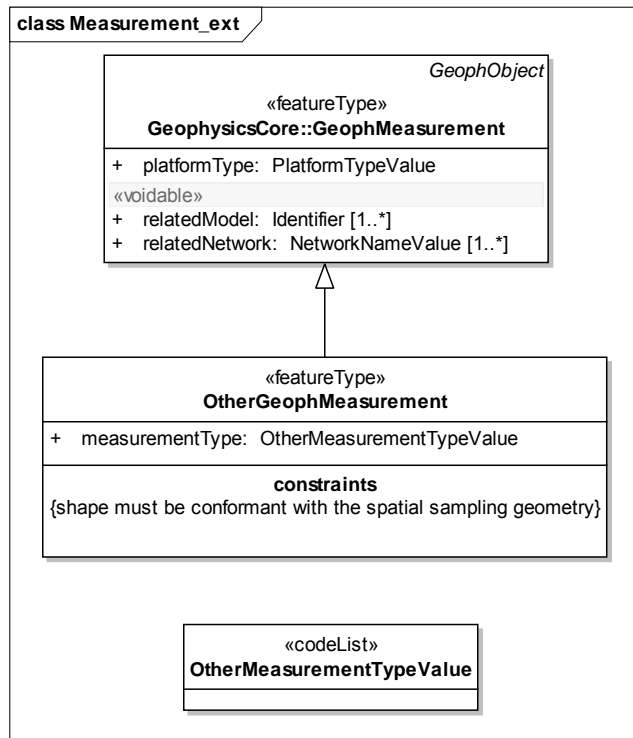 class Measurement_ext
GeophObject
«featureType»
GeophysicsCore::GeophMeasurement
+ platformType: PlatformTypeValue
«voidable»
+ relatedModel: Identifier [1..*]
+ relatedNetwork: NetworkNameValue [1..*]
«featureType»
OtherGeophMeasurement
+ measurementType: OtherMeasurementTypeValue
constraints
{shape must be conformant with the spatial sampling geometry}
«codeList»
OtherMeasurementTypeValue